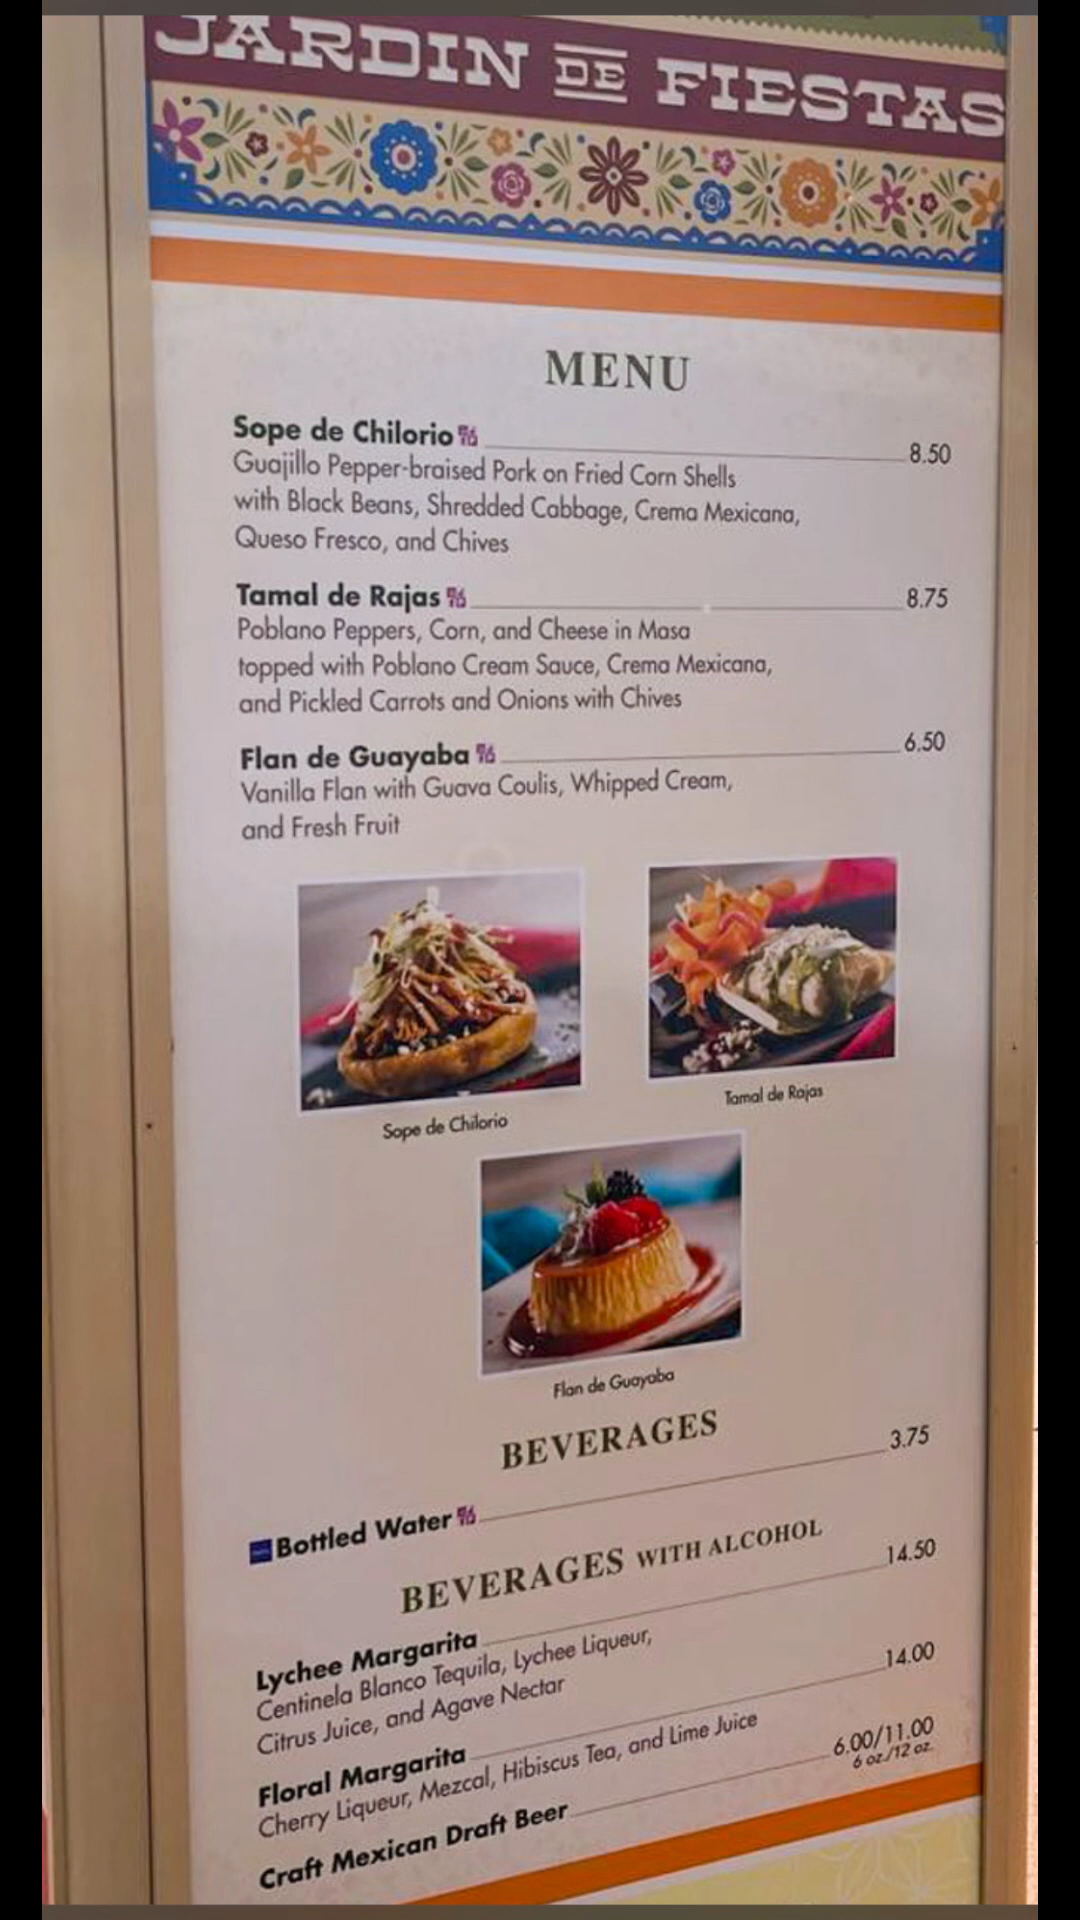 JARDIN DE FIESTAS
MENU
Sope de Chilorio 8.50
Guajillo Pepper-braised Pork on Fried Corn Shells
with Black Beans, Shredded Cabbage, Crema Mexicana,
Queso Fresco, and Chives
Tamal de Rajas 8.75
Poblano Peppers, Corn, and Cheese in Masa
topped with Poblano Cream Sauce, Crema Mexicana,
and Pickled Carrots and Onions with Chives
Flan de Guayaba 6.50
Vanilla Flan with Guava Coulis, Whipped Cream,
and Fresh Fruit
Sope de Chilorio
Tamal de Rajas
Flan de Guayaba
BEVERAGES
Bottled Water 3.75
BEVERAGES WITH ALCOHOL
Lychee Margarita 14.50
Centinela Blanco Tequila, Lychee Liqueur,
Citrus Juice, and Agave Nectar
Floral Margarita 14.00
Cherry Liqueur, Mezcal, Hibiscus Tea, and Lime Juice
Craft Mexican Draft Beer 6.00/11.00
6 oz./12 oz.